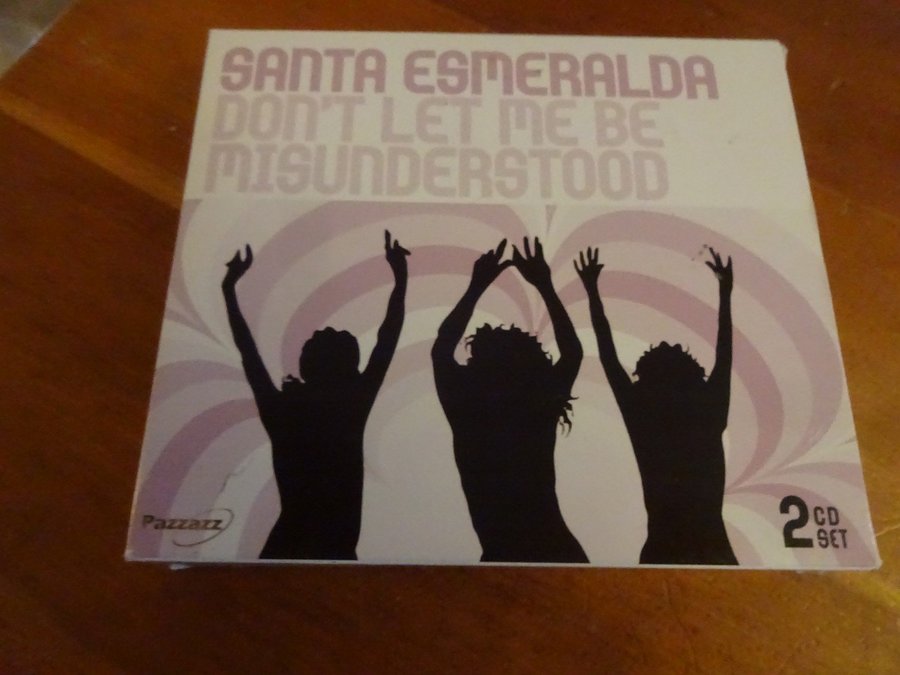 SANTA ESMERALDA
DON'T LET ME BE
MISUNDERSTOOD
Pazzazz
2 CD
SET